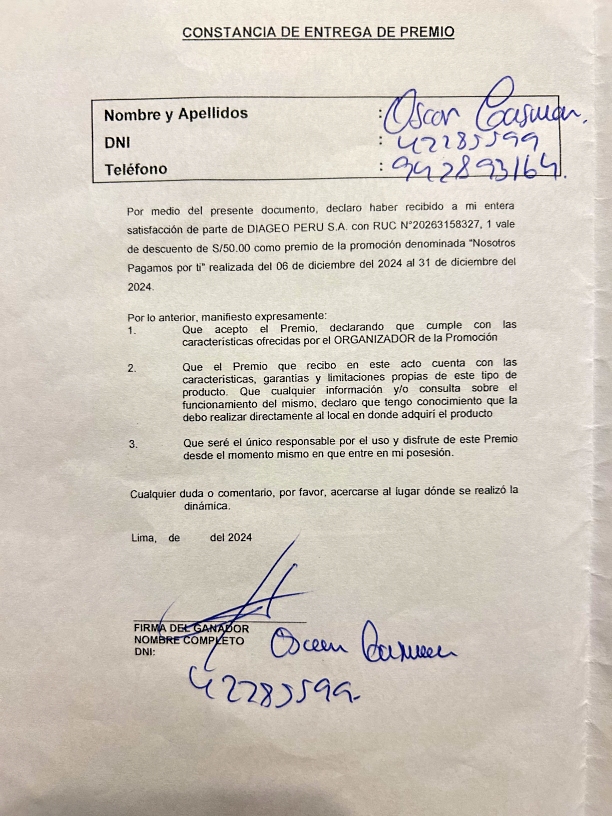 CONSTANCIA DE ENTREGA DE PREMIO
Nombre y Apellidos : Oscar
DNI : 42285599
Teléfono : 942893164.
Por medio del presente documento, declaro haber recibido a mi entera
satisfacción de parte de DIAGEO PERU S.A. con RUC N°20263158327, 1 vale
de descuento de S/50.00 como premio de la promoción denominada "Nosotros
Pagamos por ti" realizada del 06 de diciembre del 2024 al 31 de diciembre del
2024.
Por lo anterior, manifiesto expresamente:
1. Que acepto el Premio, declarando que cumple con las
características ofrecidas por el ORGANIZADOR de la Promoción
2. Que el Premio que recibo en este acto cuenta con las
características, garantías y limitaciones propias de este tipo de
producto. Que cualquier información y/o consulta sobre el
funcionamiento del mismo, declaro que tengo conocimiento que la
debo realizar directamente al local en donde adquirí el producto
3. Que seré el único responsable por el uso y disfrute de este Premio
desde el momento mismo en que entre en mi posesión.
Cualquier duda o comentario, por favor, acercarse al lugar dónde se realizó la
dinámica.
Lima, de del 2024
FIRMA DEL GANADOR
NOMBRE COMPLETO Oscar
DNI:
42285599.